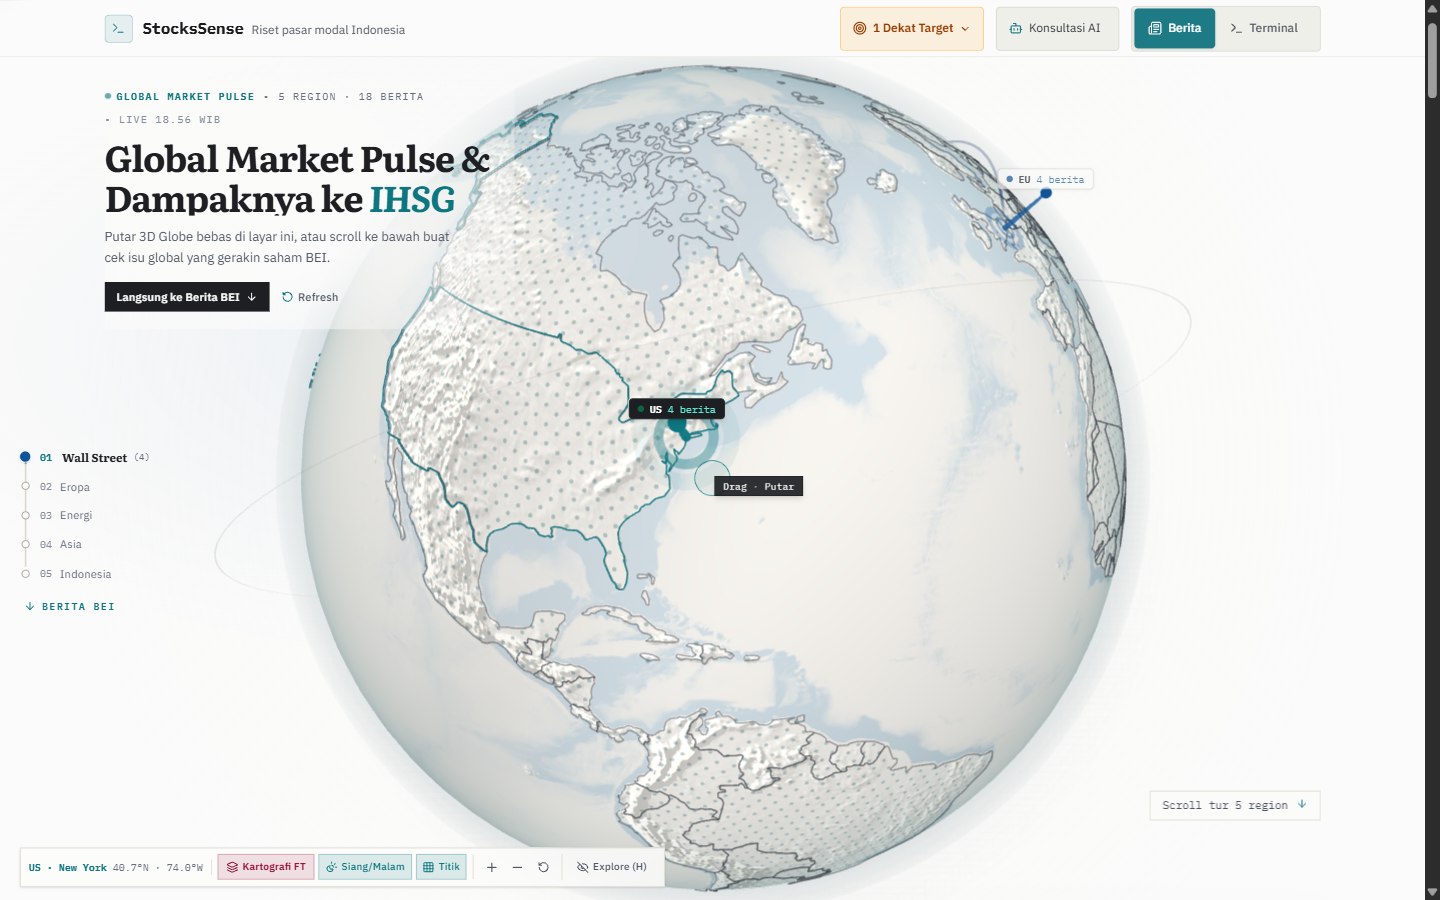 StocksSense Riset pasar modal Indonesia
1 Dekat Target
Konsultasi AI
Berita
Terminal
GLOBAL MARKET PULSE • 5 REGION · 18 BERITA
• LIVE 18.56 WIB
Global Market Pulse &
Dampaknya ke IHSG
Putar 3D Globe bebas di layar ini, atau scroll ke bawah buat
cek isu global yang gerakin saham BEI.
Langsung ke Berita BEI ↓
Refresh
EU 4 berita
US 4 berita
Drag · Putar
01 Wall Street (4)
02 Eropa
03 Energi
04 Asia
05 Indonesia
↓ BERITA BEI
Scroll tur 5 region ↓
US · New York 40.7°N · 74.0°W
Kartografi FT
Siang/Malam
Titik
+ −
Explore (H)